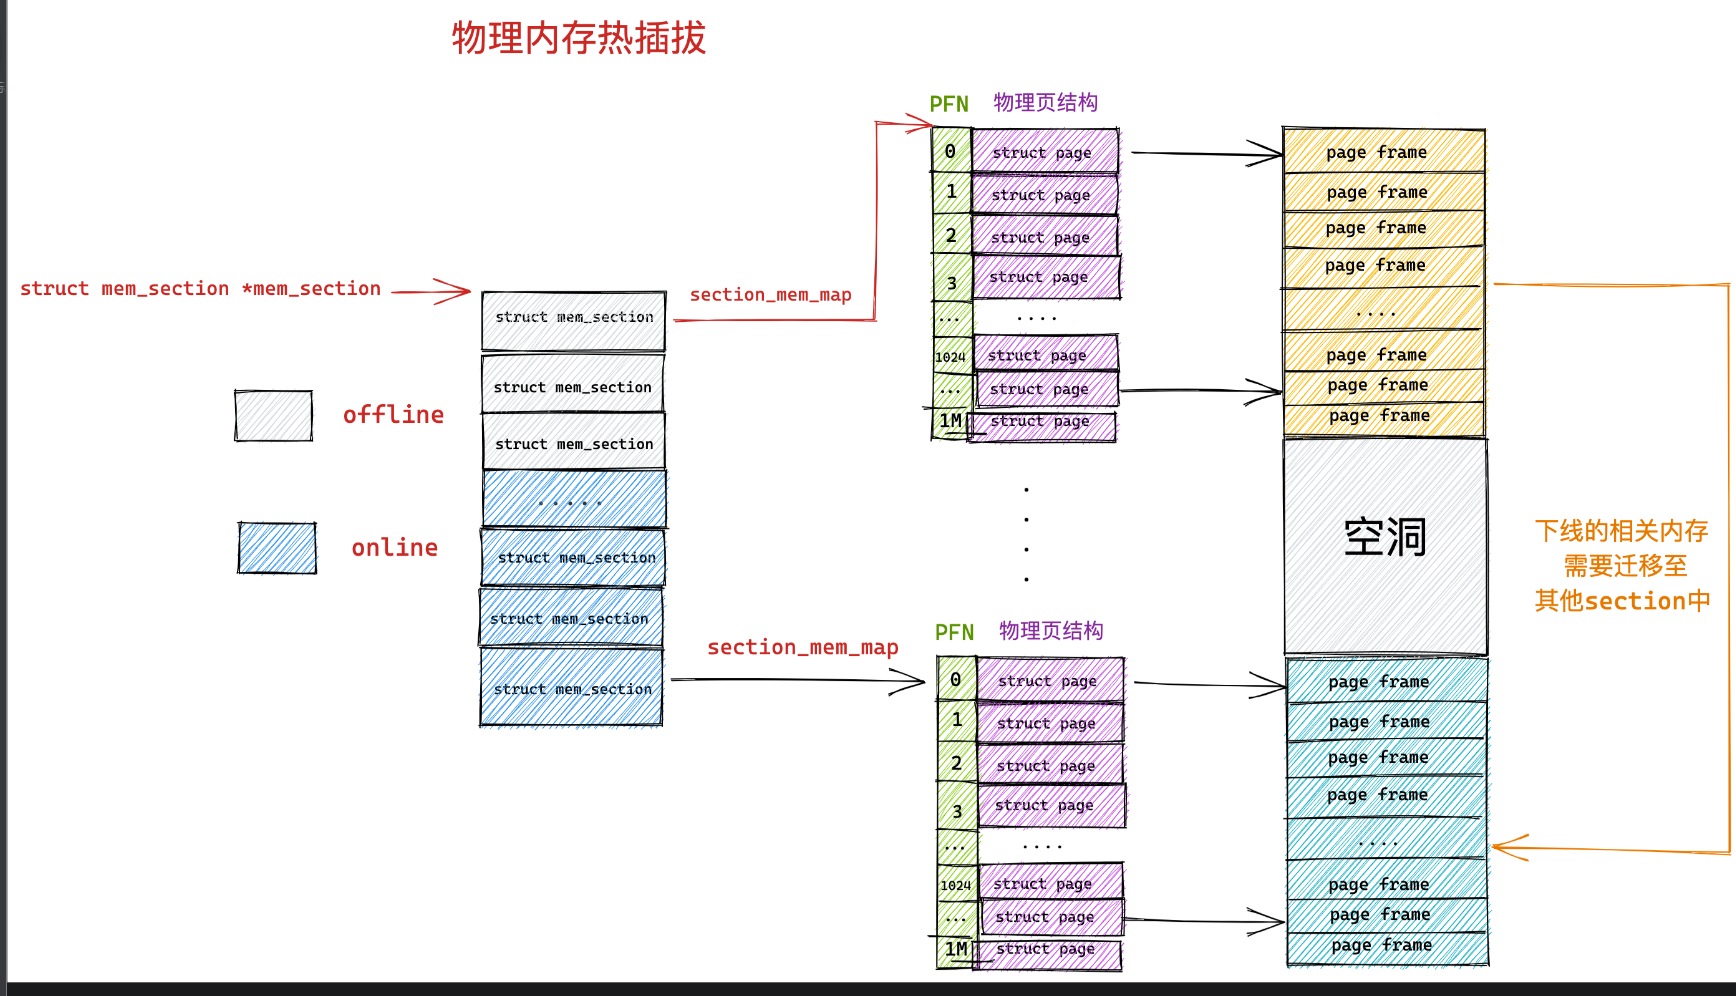 物理内存热插拔
PFN 物理页结构
0 struct page page frame
1 struct page page frame
2 struct page page frame
3 struct page page frame
... .... ....
1024 struct page page frame
... struct page page frame
1M struct page page frame
struct mem_section *mem_section
section_mem_map
struct mem_section
struct mem_section
struct mem_section
.....
struct mem_section
struct mem_section
struct mem_section
offline
online
空洞
下线的相关内存
需要迁移至
其他section中
section_mem_map
PFN 物理页结构
0 struct page page frame
1 struct page page frame
2 struct page page frame
3 struct page page frame
... .... ....
1024 struct page page frame
... struct page page frame
1M struct page page frame